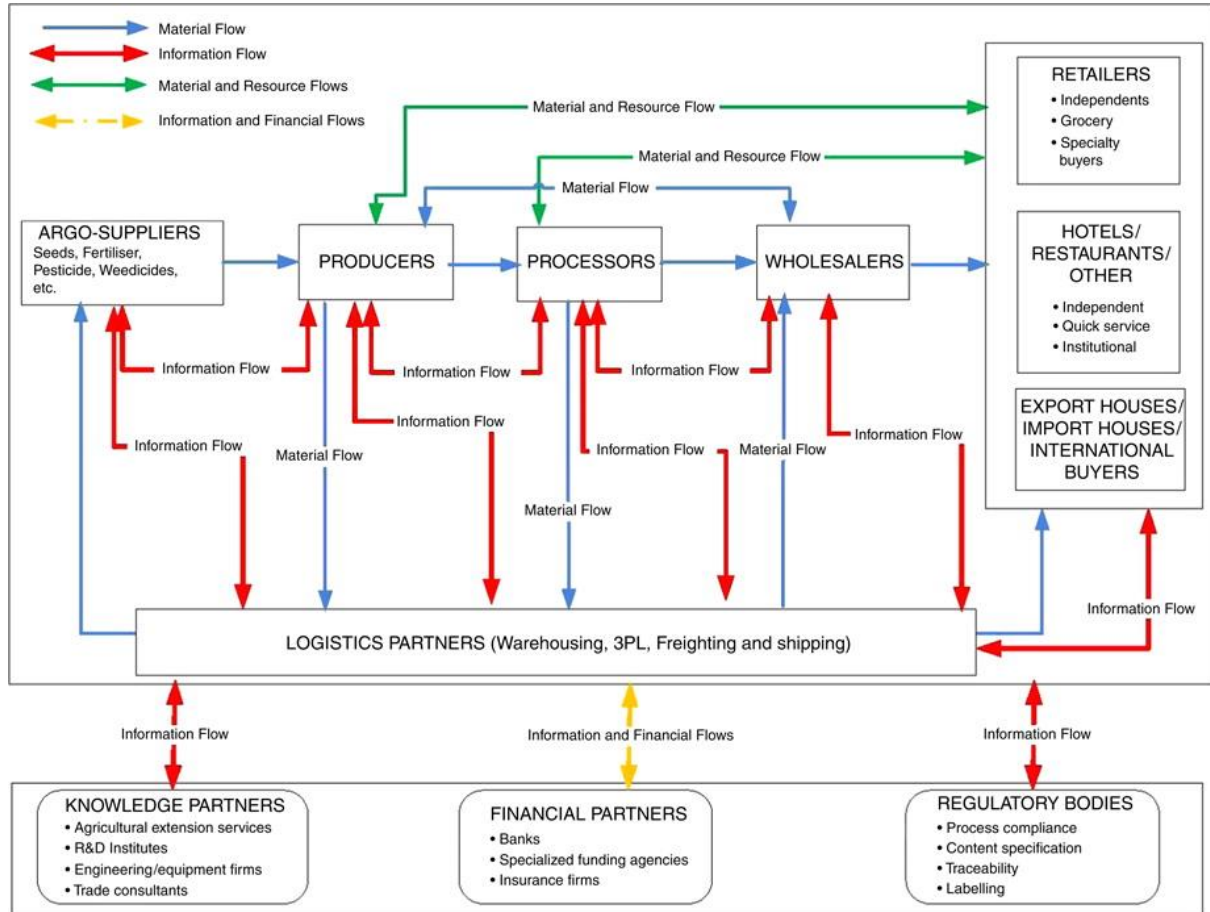 Material Flow
Information Flow
Material and Resource Flows
Information and Financial Flows
Material and Resource Flow
Material and Resource Flow
Material Flow
RETAILERS
• Independents
• Grocery
• Specialty
buyers
ARGO-SUPPLIERS
Seeds, Fertiliser,
Pesticide, Weedicides,
etc.
PRODUCERS
PROCESSORS
WHOLESALERS
HOTELS/
RESTAURANTS/
OTHER
• Independent
• Quick service
• Institutional
EXPORT HOUSES/
IMPORT HOUSES/
INTERNATIONAL
BUYERS
Information Flow
Information Flow
Information Flow
Information Flow
Information Flow
Material Flow
Information Flow
Material Flow
Information Flow
Material Flow
Information Flow
LOGISTICS PARTNERS (Warehousing, 3PL, Freighting and shipping)
Information Flow
Information and Financial Flows
Information Flow
KNOWLEDGE PARTNERS
• Agricultural extension services
• R&D Institutes
• Engineering/equipment firms
• Trade consultants
FINANCIAL PARTNERS
• Banks
• Specialized funding agencies
• Insurance firms
REGULATORY BODIES
• Process compliance
• Content specification
• Traceability
• Labelling